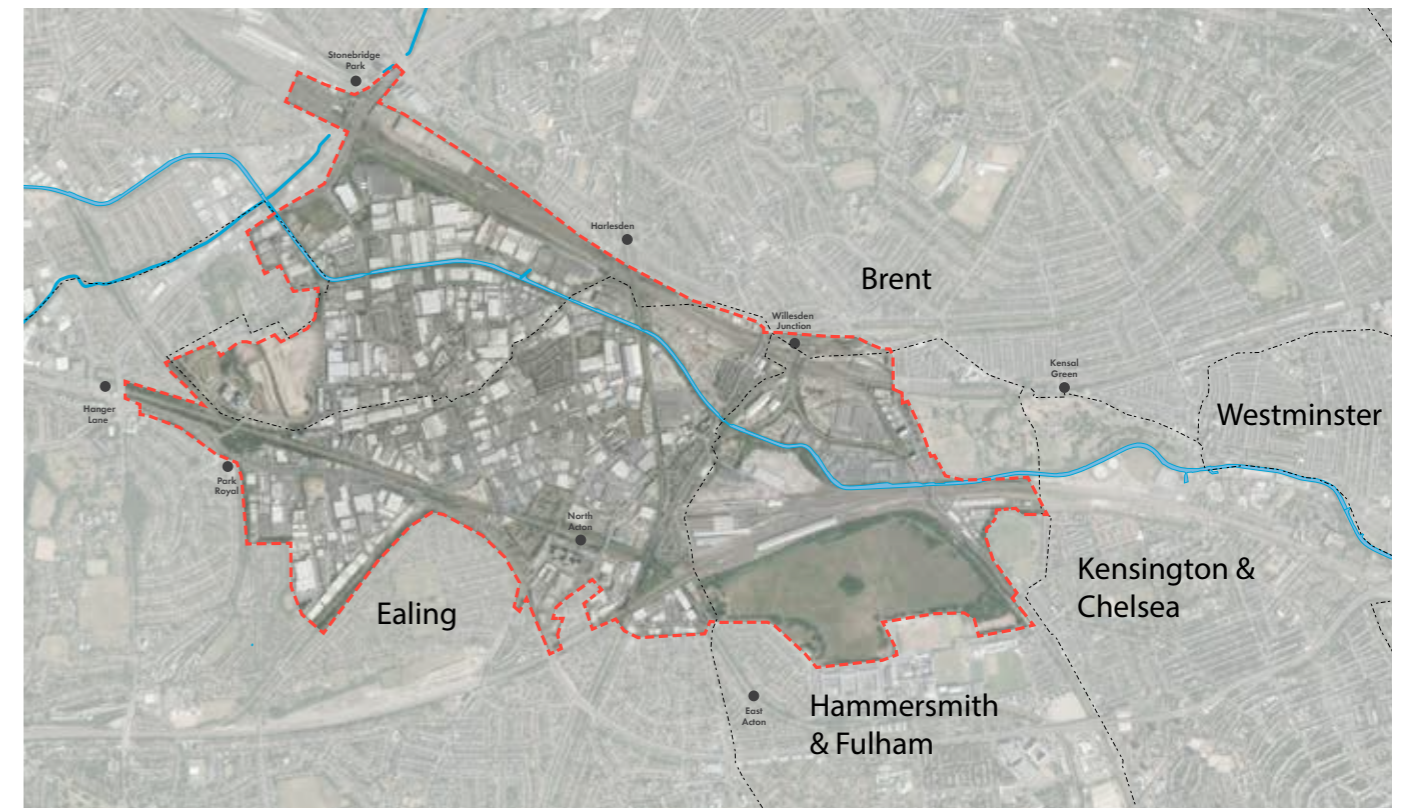 Stonebridge
Park
Harlesden
Brent
Willesden
Junction
Kensal
Green
Hanger
Lane
Westminster
Park
Royal
North
Acton
Kensington &
Chelsea
Ealing
East
Acton
Hammersmith
& Fulham